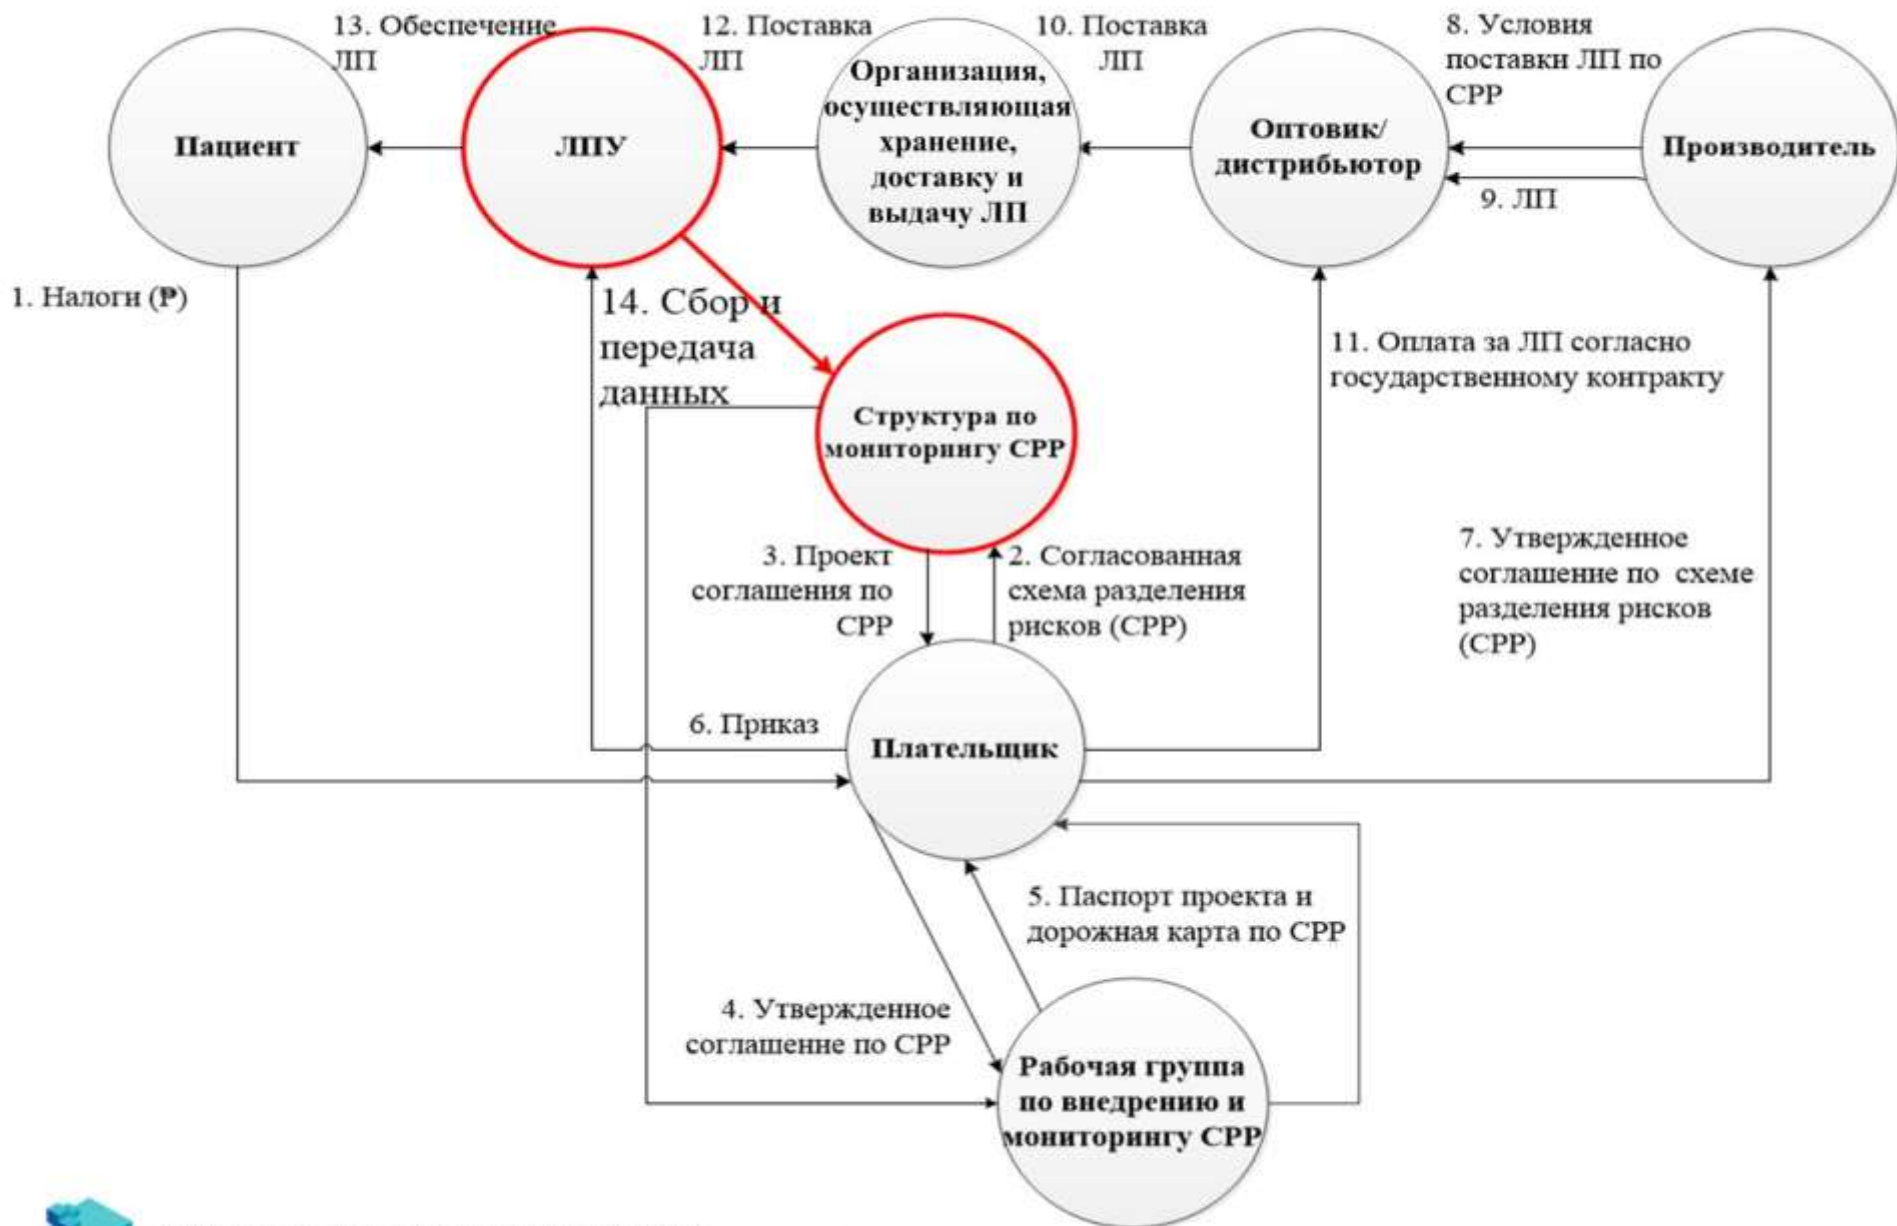 13. Обеспечение
ЛП
12. Поставка
ЛП
10. Поставка
ЛП
8. Условия
поставки ЛП по
СРР
Пациент
ЛПУ
Организация,
осуществляющая
хранение,
доставку и
выдачу ЛП
Оптовик/
дистрибьютор
Производитель
9. ЛП
1. Налоги (₽)
14. Сбор и
передача
данных
11. Оплата за ЛП согласно
государственному контракту
Структура по
мониторингу СРР
3. Проект
соглашения по
СРР
2. Согласованная
схема разделения
рисков (СРР)
7. Утвержденное
соглашение по схеме
разделения рисков
(СРР)
6. Приказ
Плательщик
5. Паспорт проекта и
дорожная карта по СРР
4. Утвержденное
соглашение по СРР
Рабочая группа
по внедрению и
мониторингу СРР